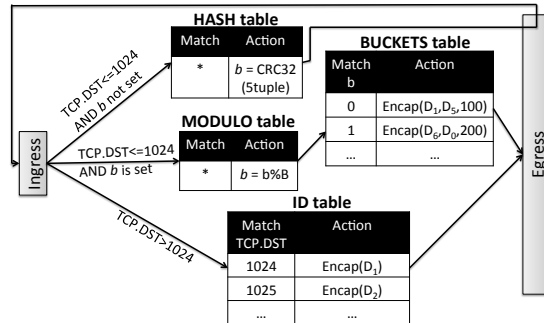 HASH table
Match Action
* b = CRC32
(5tuple)
TCP.DST<=1024
AND b not set
BUCKETS table
Match Action
b
0 Encap(D1,D5,100)
1 Encap(D6,D0,200)
... ...
MODULO table
Match Action
* b = b%B
TCP.DST<=1024
AND b is set
Ingress
Egress
TCP.DST>1024
ID table
Match Action
TCP.DST
1024 Encap(D1)
1025 Encap(D2)
... ...